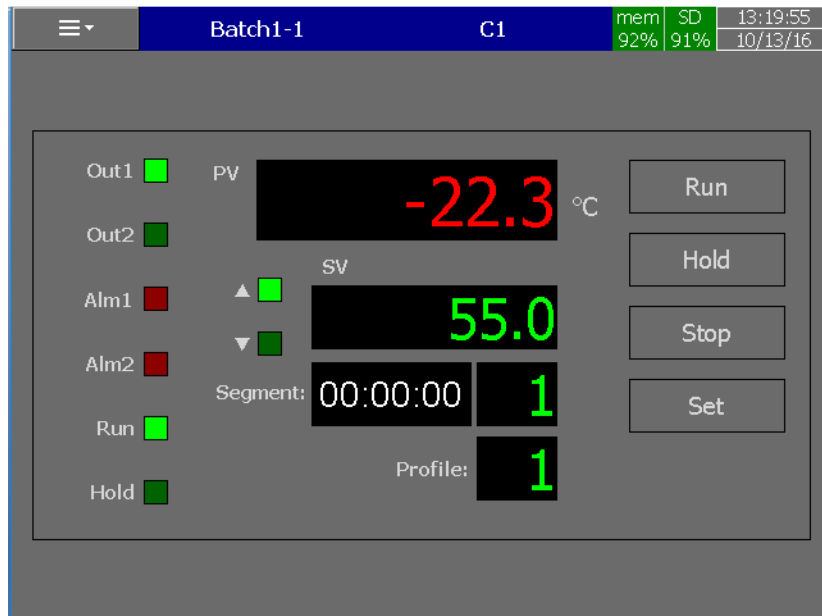 Batch1-1 C1 mem SD 13:19:55
92% 91% 10/13/16
Out1 PV -22.3 °C Run
Out2
SV Hold
Alm1 ▲ 55.0
▼ Stop
Alm2
Segment: 00:00:00 1 Set
Run
Profile: 1
Hold